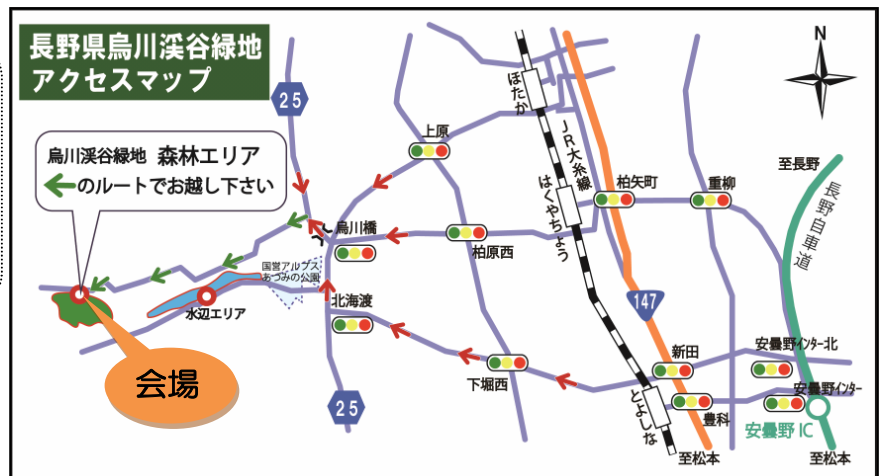 長野県烏川渓谷緑地
アクセスマップ
N
25
ほたか
上原
JR大糸線
至長野
烏川渓谷緑地 森林エリア
のルートでお越し下さい
柏矢町
重柳
はくやちょう
長野自車道
烏川橋
柏原西
国営アルプス
あづみの公園
北海渡
147
水辺エリア
新田
安曇野インター北
会場
下堀西
安曇野インター
25
とよしな
豊科
安曇野IC
至松本
至松本